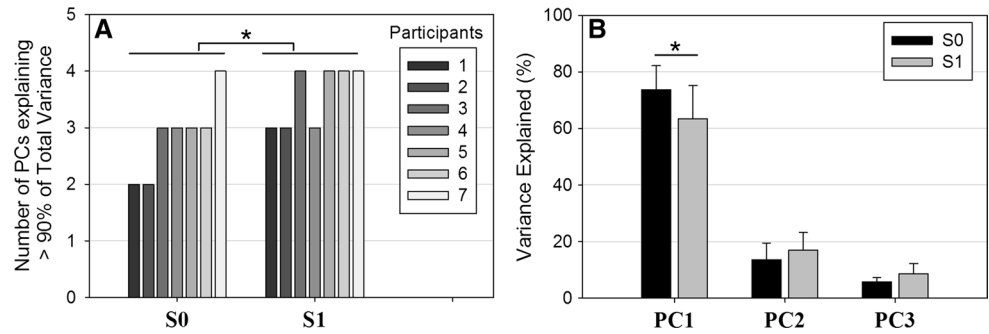 A
*
Participants
1
2
3
4
5
6
7
Number of PCs explaining
> 90% of Total Variance
5
4
3
2
1
0
S0 S1
B
*
S0
S1
Variance Explained (%)
100
80
60
40
20
0
PC1 PC2 PC3